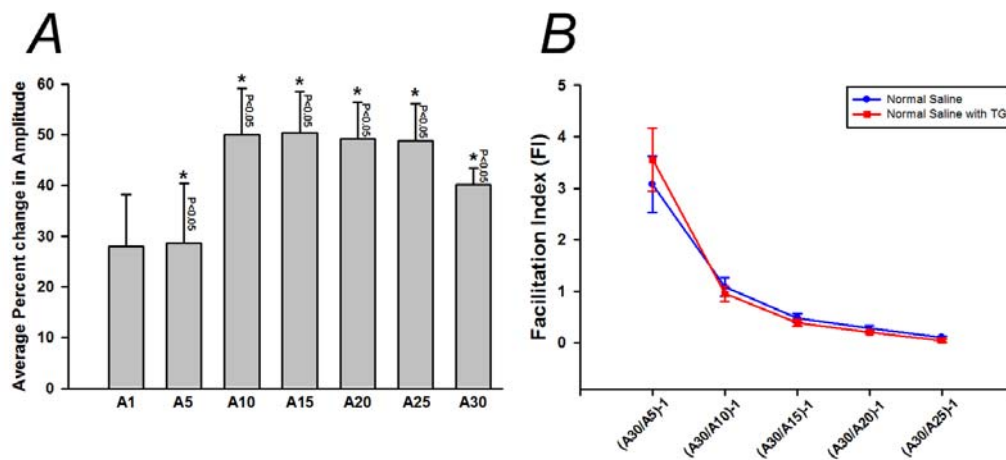 A
Average Percent change in Amplitude
60
50
40
30
20
10
0
*
P<0.05
*
P<0.05
*
P<0.05
*
P<0.05
*
P<0.05
*
P<0.05
A1 A5 A10 A15 A20 A25 A30
B
Facilitation Index (FI)
5
4
3
2
1
0
Normal Saline
Normal Saline with TG
(A30/A5)-1
(A30/A10)-1
(A30/A15)-1
(A30/A20)-1
(A30/A25)-1